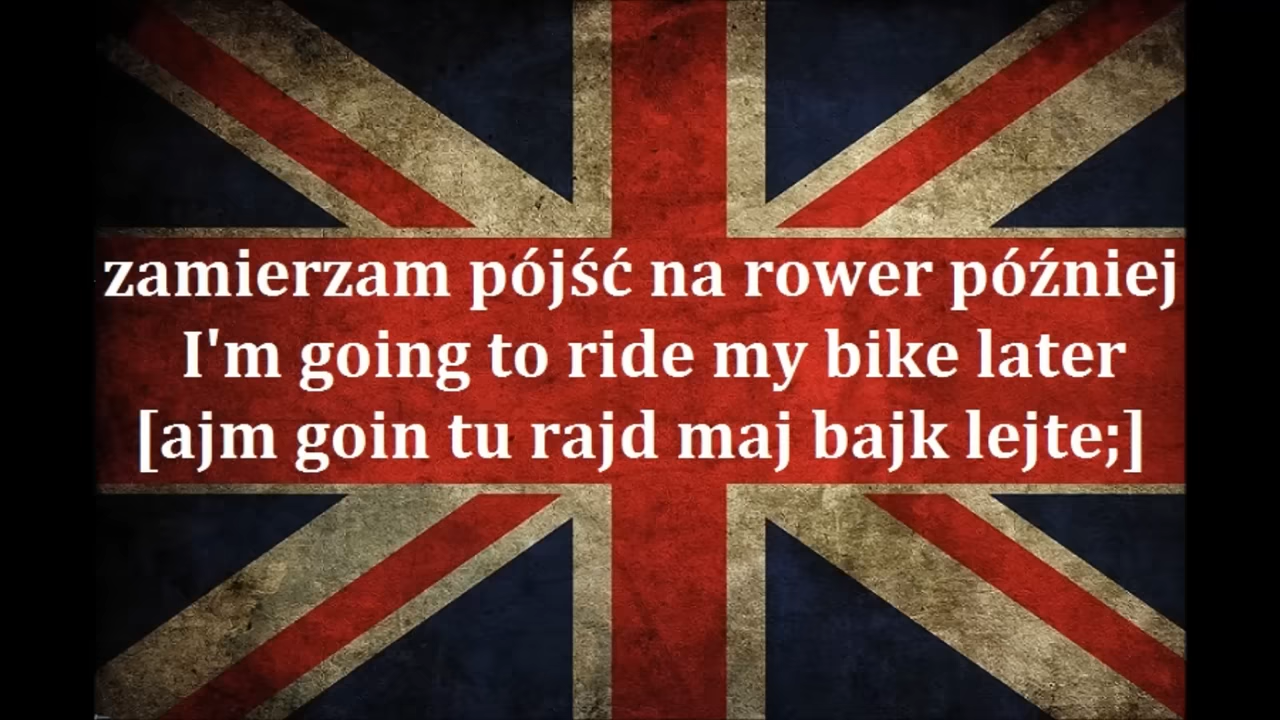 zamierzam pójść na rower później
I'm going to ride my bike later
[ajm goin tu rajd maj bajk lejte;]